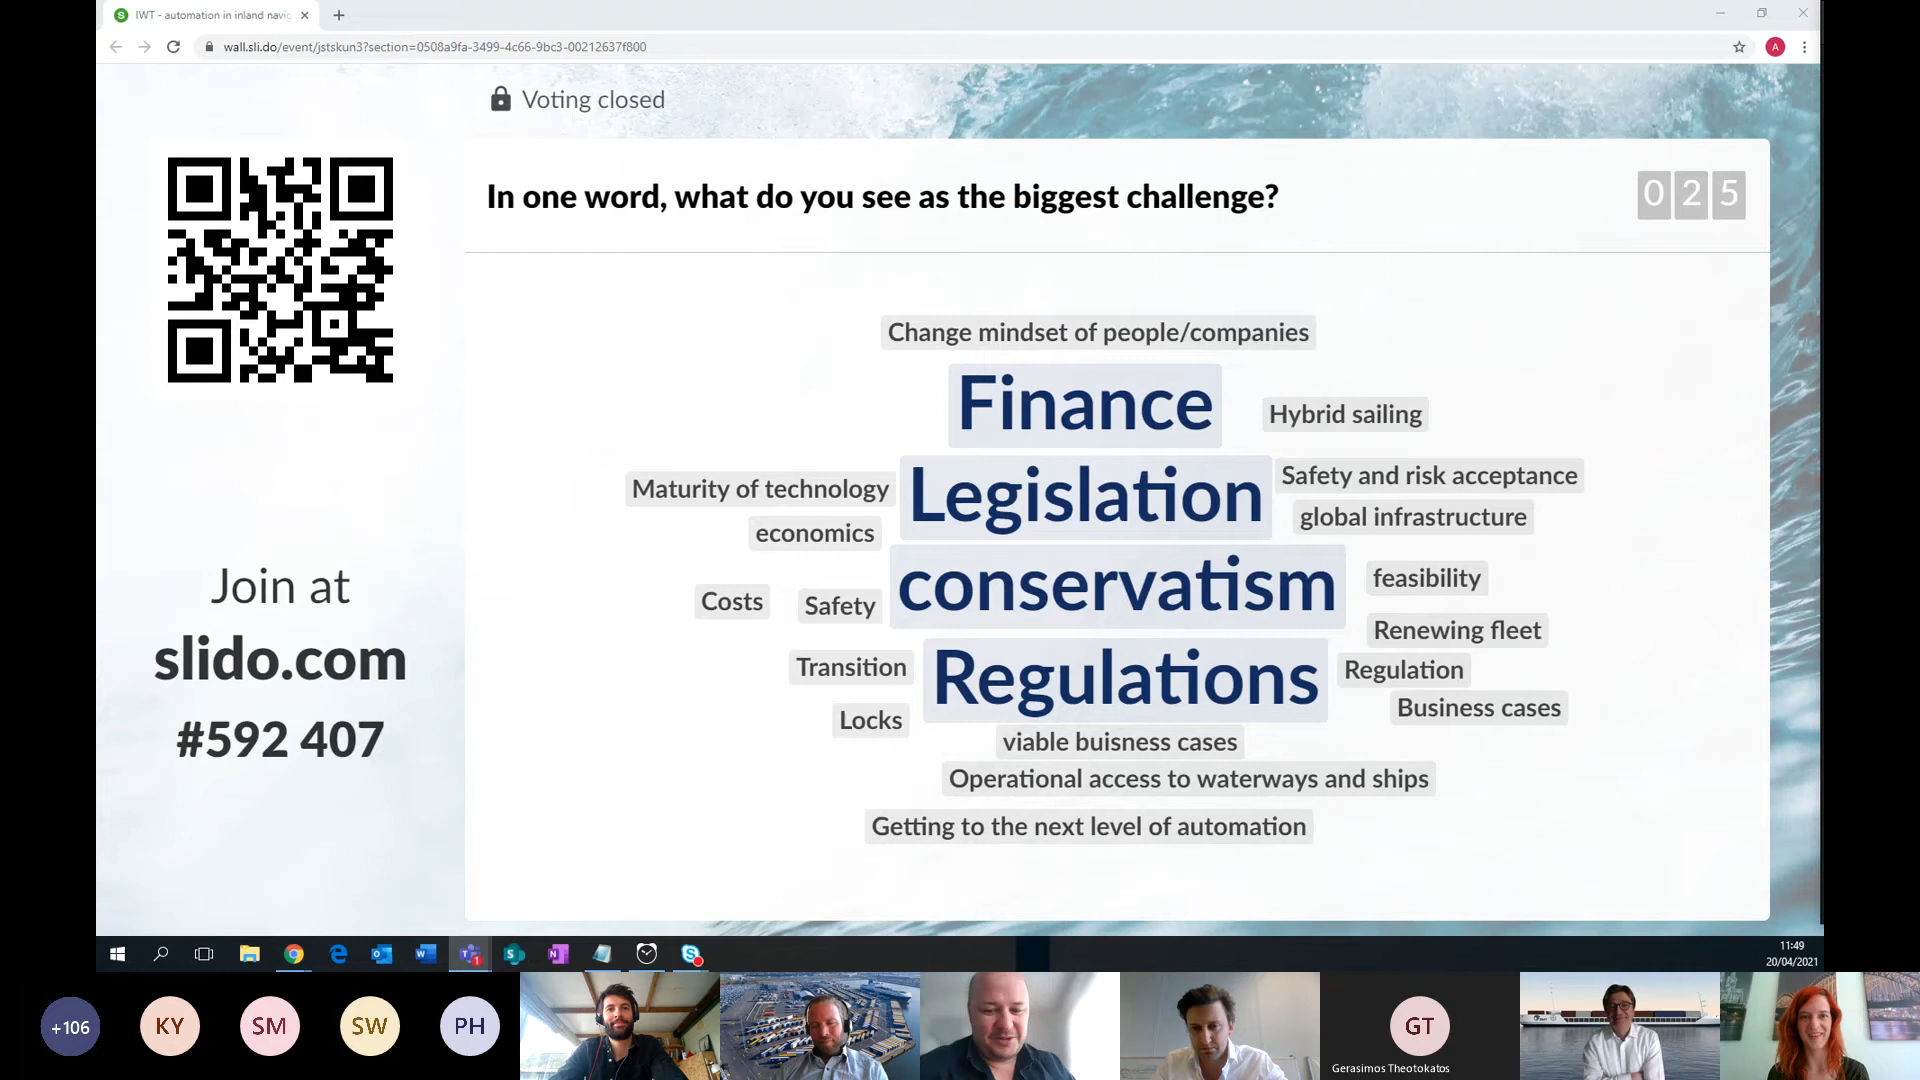 IWT - automation in inland navig
wall.sli.do/event/jstskun3?section=0508a9fa-3499-4c66-9bc3-00212637f800
A
Voting closed
In one word, what do you see as the biggest challenge?
025
Change mindset of people/companies
Finance
Hybrid sailing
Legislation
Safety and risk acceptance
Maturity of technology
global infrastructure
economics
conservatism
feasibility
Costs
Safety
Renewing fleet
Transition
Regulations
Regulation
Business cases
Locks
viable buisness cases
Operational access to waterways and ships
Getting to the next level of automation
Join at
slido.com
#592 407
11:49
20/04/2021
+106
KY
SM
SW
PH
GT
Gerasimos Theotokatos